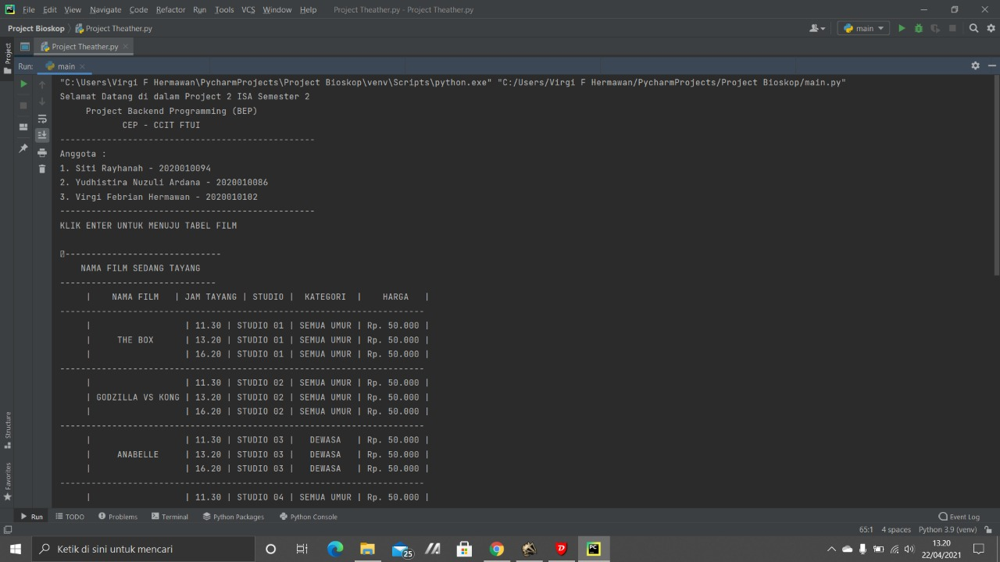 File Edit View Navigate Code Refactor Run Tools VCS Window Help Project Theather.py - Project Theather.py
Project Bioskop Project Theather.py main
Project
Project Theather.py
Run: main
"C:\Users\Virgi F Hermawan\PycharmProjects\Project Bioskop\venv\Scripts\python.exe" "C:/Users/Virgi F Hermawan/PycharmProjects/Project Bioskop/main.py"
Selamat Datang di dalam Project 2 ISA Semester 2
Project Backend Programming (BEP)
CEP - CCIT FTUI
-------------------------------------------------
Anggota :
1. Siti Rayhanah - 2020010094
2. Yudhistira Nuzuli Ardana - 2020010086
3. Virgi Febrian Hermawan - 2020010102
-------------------------------------------------
KLIK ENTER UNTUK MENUJU TABEL FILM
------------------------------
NAMA FILM SEDANG TAYANG
------------------------------
| NAMA FILM | JAM TAYANG | STUDIO | KATEGORI | HARGA |
----------------------------------------------------------------------
| | 11.30 | STUDIO 01 | SEMUA UMUR | Rp. 50.000 |
| THE BOX | 13.20 | STUDIO 01 | SEMUA UMUR | Rp. 50.000 |
| | 16.20 | STUDIO 01 | SEMUA UMUR | Rp. 50.000 |
----------------------------------------------------------------------
| | 11.30 | STUDIO 02 | SEMUA UMUR | Rp. 50.000 |
| GODZILLA VS KONG | 13.20 | STUDIO 02 | SEMUA UMUR | Rp. 50.000 |
| | 16.20 | STUDIO 02 | SEMUA UMUR | Rp. 50.000 |
----------------------------------------------------------------------
| | 11.30 | STUDIO 03 | DEWASA | Rp. 50.000 |
| ANABELLE | 13.20 | STUDIO 03 | DEWASA | Rp. 50.000 |
| | 16.20 | STUDIO 03 | DEWASA | Rp. 50.000 |
----------------------------------------------------------------------
| | 11.30 | STUDIO 04 | SEMUA UMUR | Rp. 50.000 |
Structure
Favorites
Run TODO Problems Terminal Python Packages Python Console Event Log
65:1 4 spaces Python 3.9 (venv)
Ketik di sini untuk mencari
25
13.20
22/04/2021